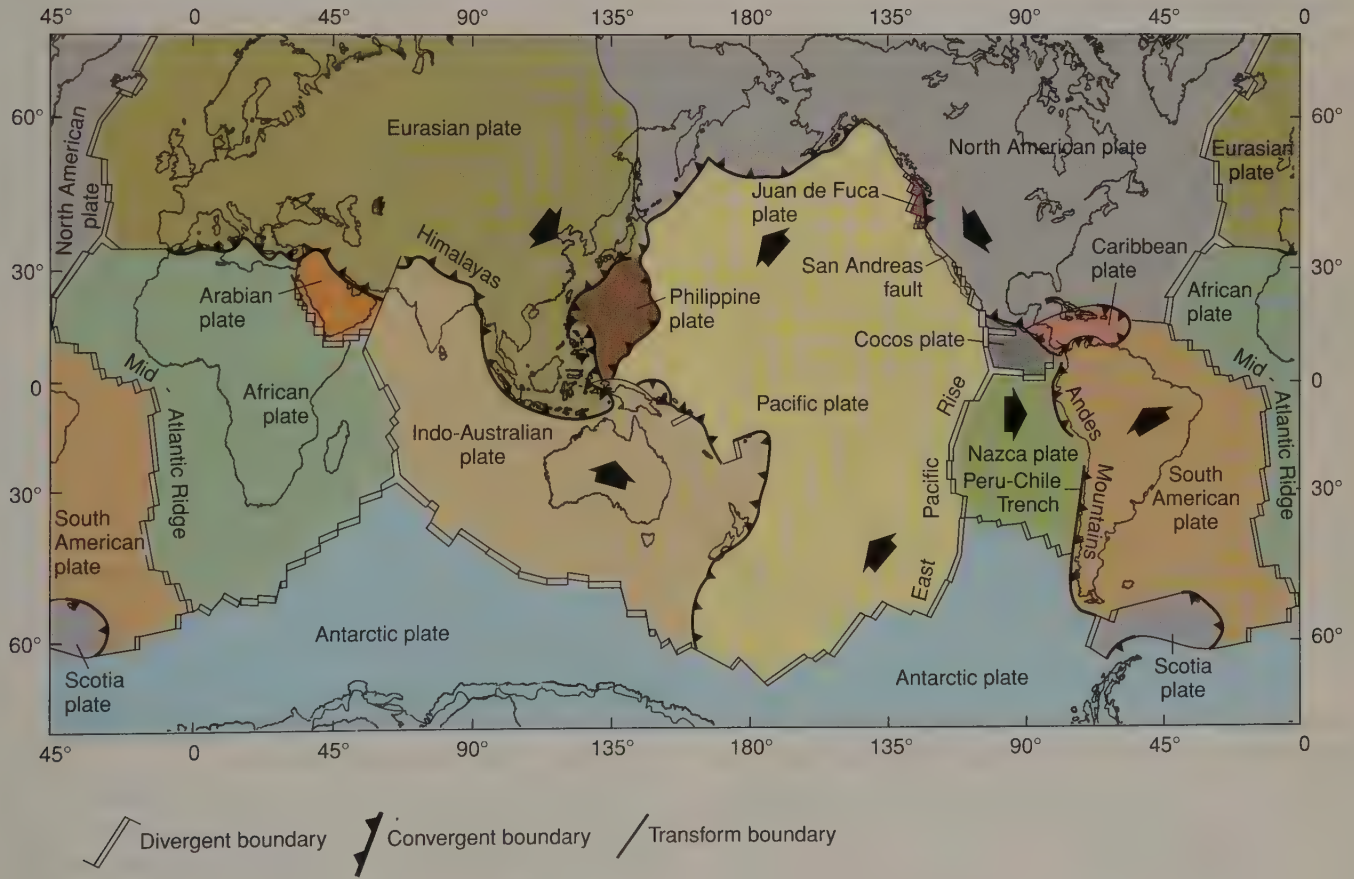 45° 0 45° 90° 135° 180° 135° 90° 45° 0
60° 60°
North American
plate
Eurasian plate
North American plate
Eurasian
plate
Juan de Fuca
plate
Himalayas
Caribbean
plate
30° 30°
San Andreas
fault
Arabian
plate
Philippine
plate
African
plate
Cocos plate
Mid -
Atlantic Ridge
0 0
African
plate
Indo-Australian
plate
Pacific plate
East
Pacific
Rise
Andes
Mountains
Mid -
Atlantic Ridge
Nazca plate
Peru-Chile
Trench
South
American
plate
30° 30°
South
American
plate
Antarctic plate
60° 60°
Scotia
plate
Antarctic plate
Scotia
plate
45° 0 45° 90° 135° 180° 135° 90° 45° 0
Divergent boundary
Convergent boundary
Transform boundary